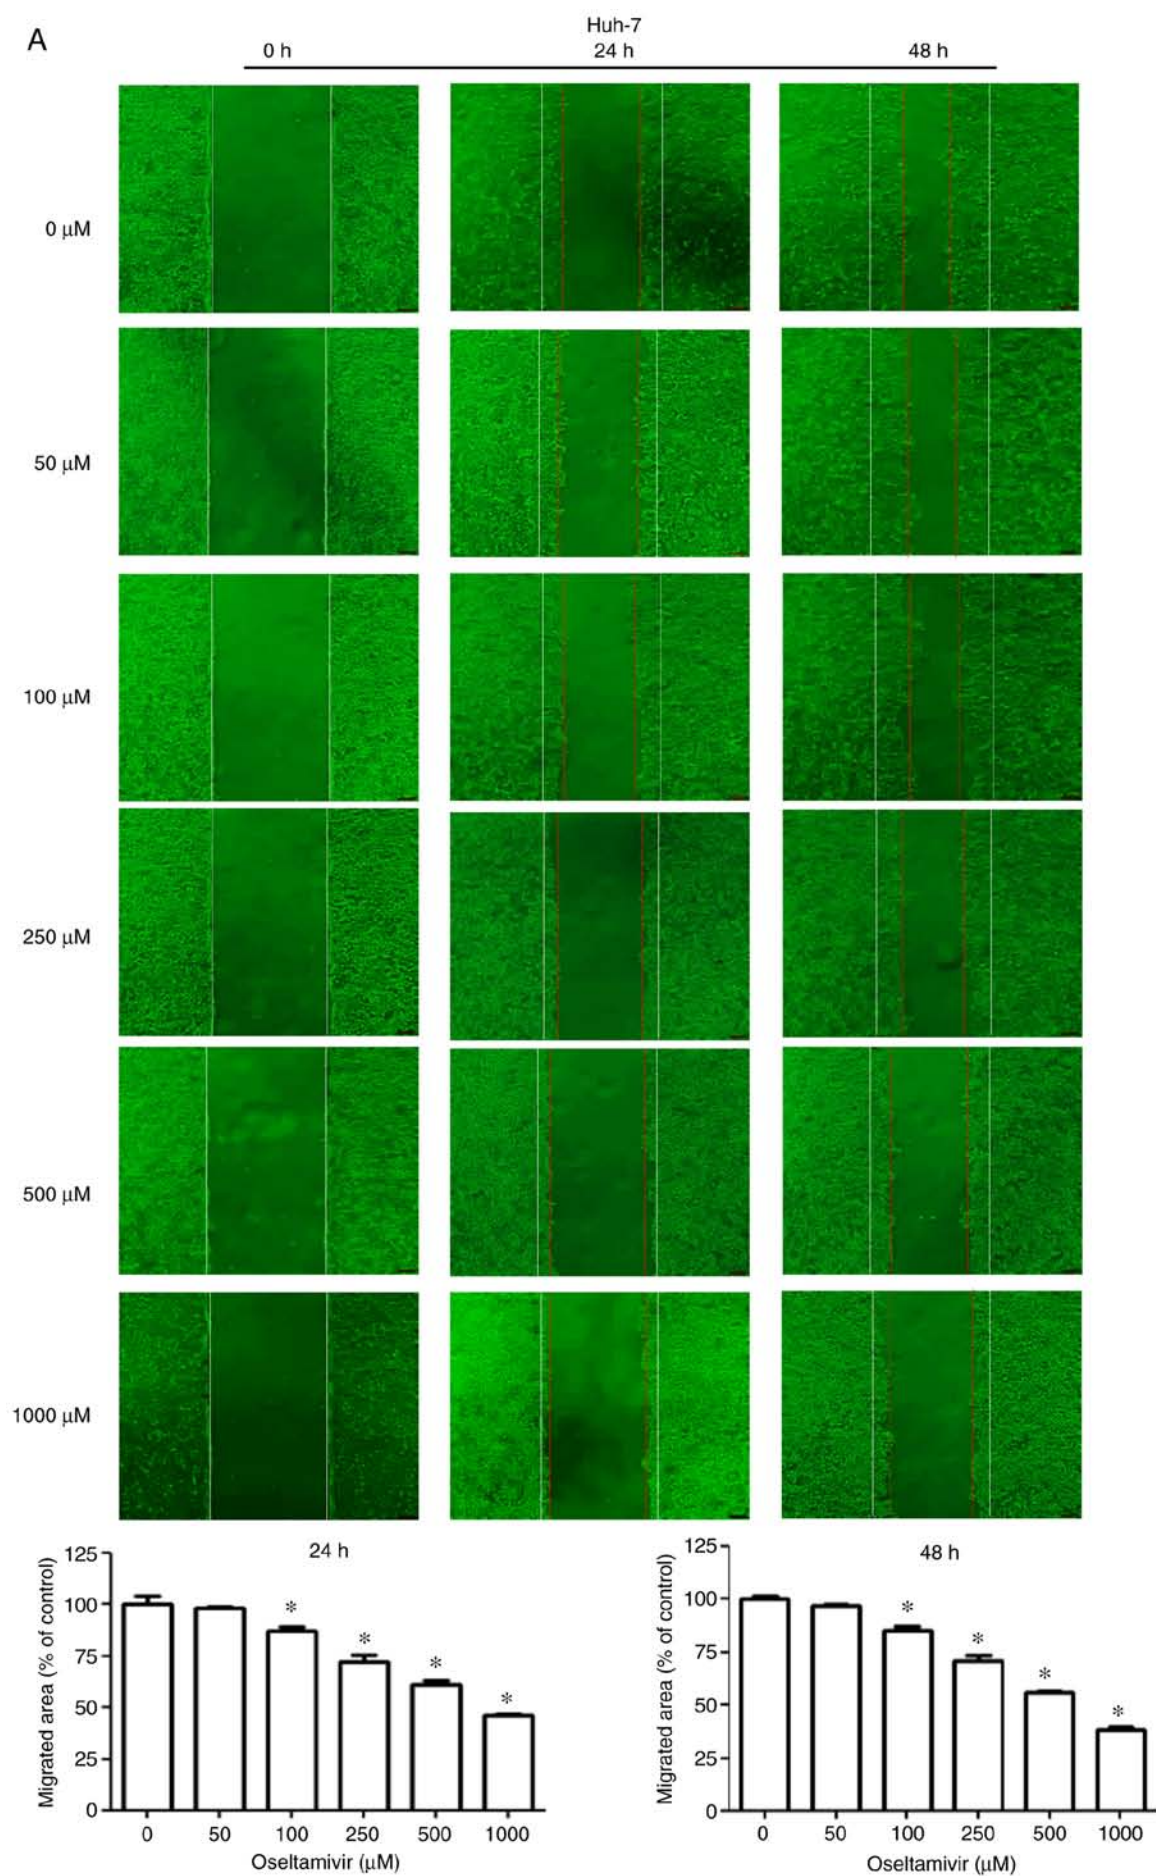 A
Huh-7
0 h 24 h 48 h
0 μM
50 μM
100 μM
250 μM
500 μM
1000 μM
24 h
Migrated area (% of control)
125
100
75
50
25
0
* * * *
0 50 100 250 500 1000
Oseltamivir (μM)
48 h
Migrated area (% of control)
125
100
75
50
25
0
* * * *
0 50 100 250 500 1000
Oseltamivir (μM)